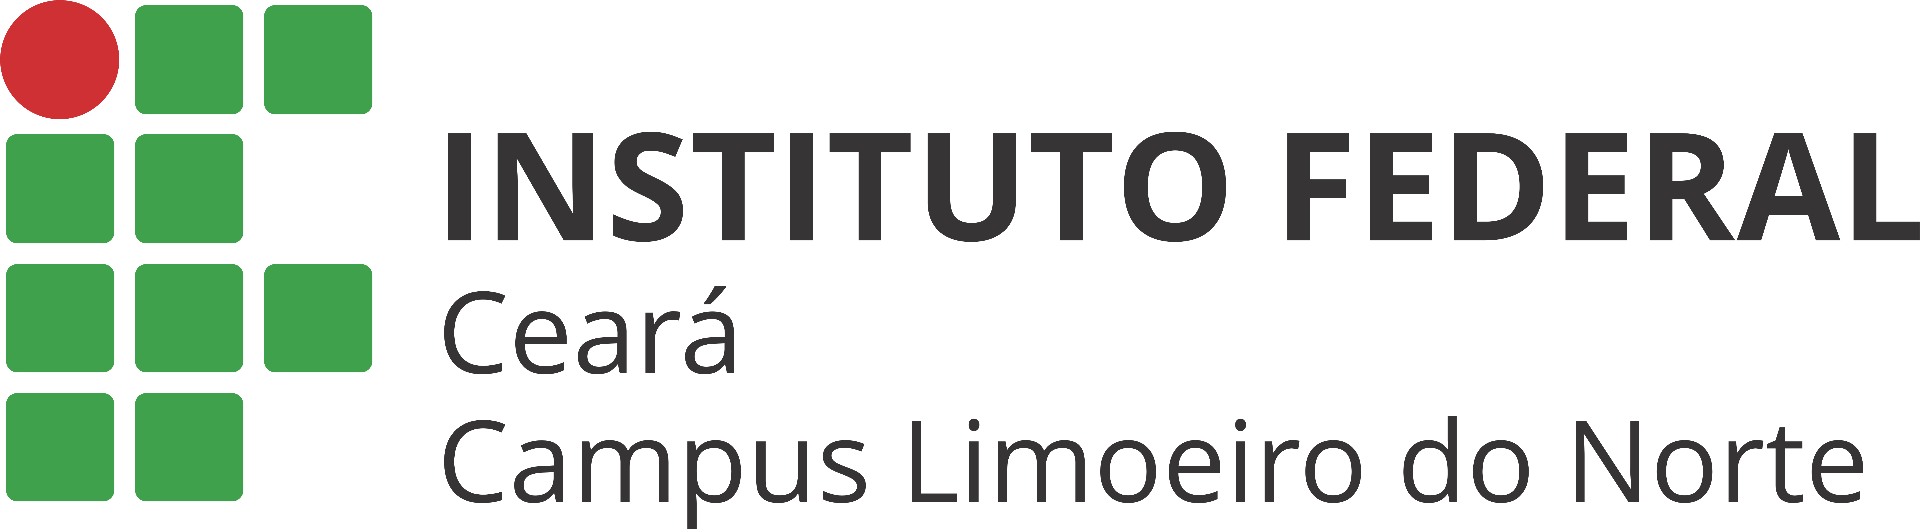 INSTITUTO FEDERAL
Ceará
Campus Limoeiro do Norte